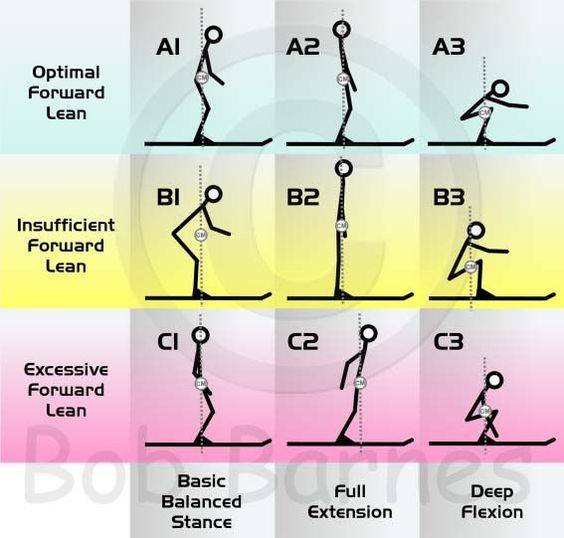 A1 A2 A3
Optimal
Forward
Lean
CM CM CM
B1 B2 B3
Insufficient
Forward
Lean
CM CM CM
C1 C2 C3
Excessive
Forward
Lean
CM CM CM
Bob Barnes
Basic
Balanced
Stance
Full
Extension
Deep
Flexion
©